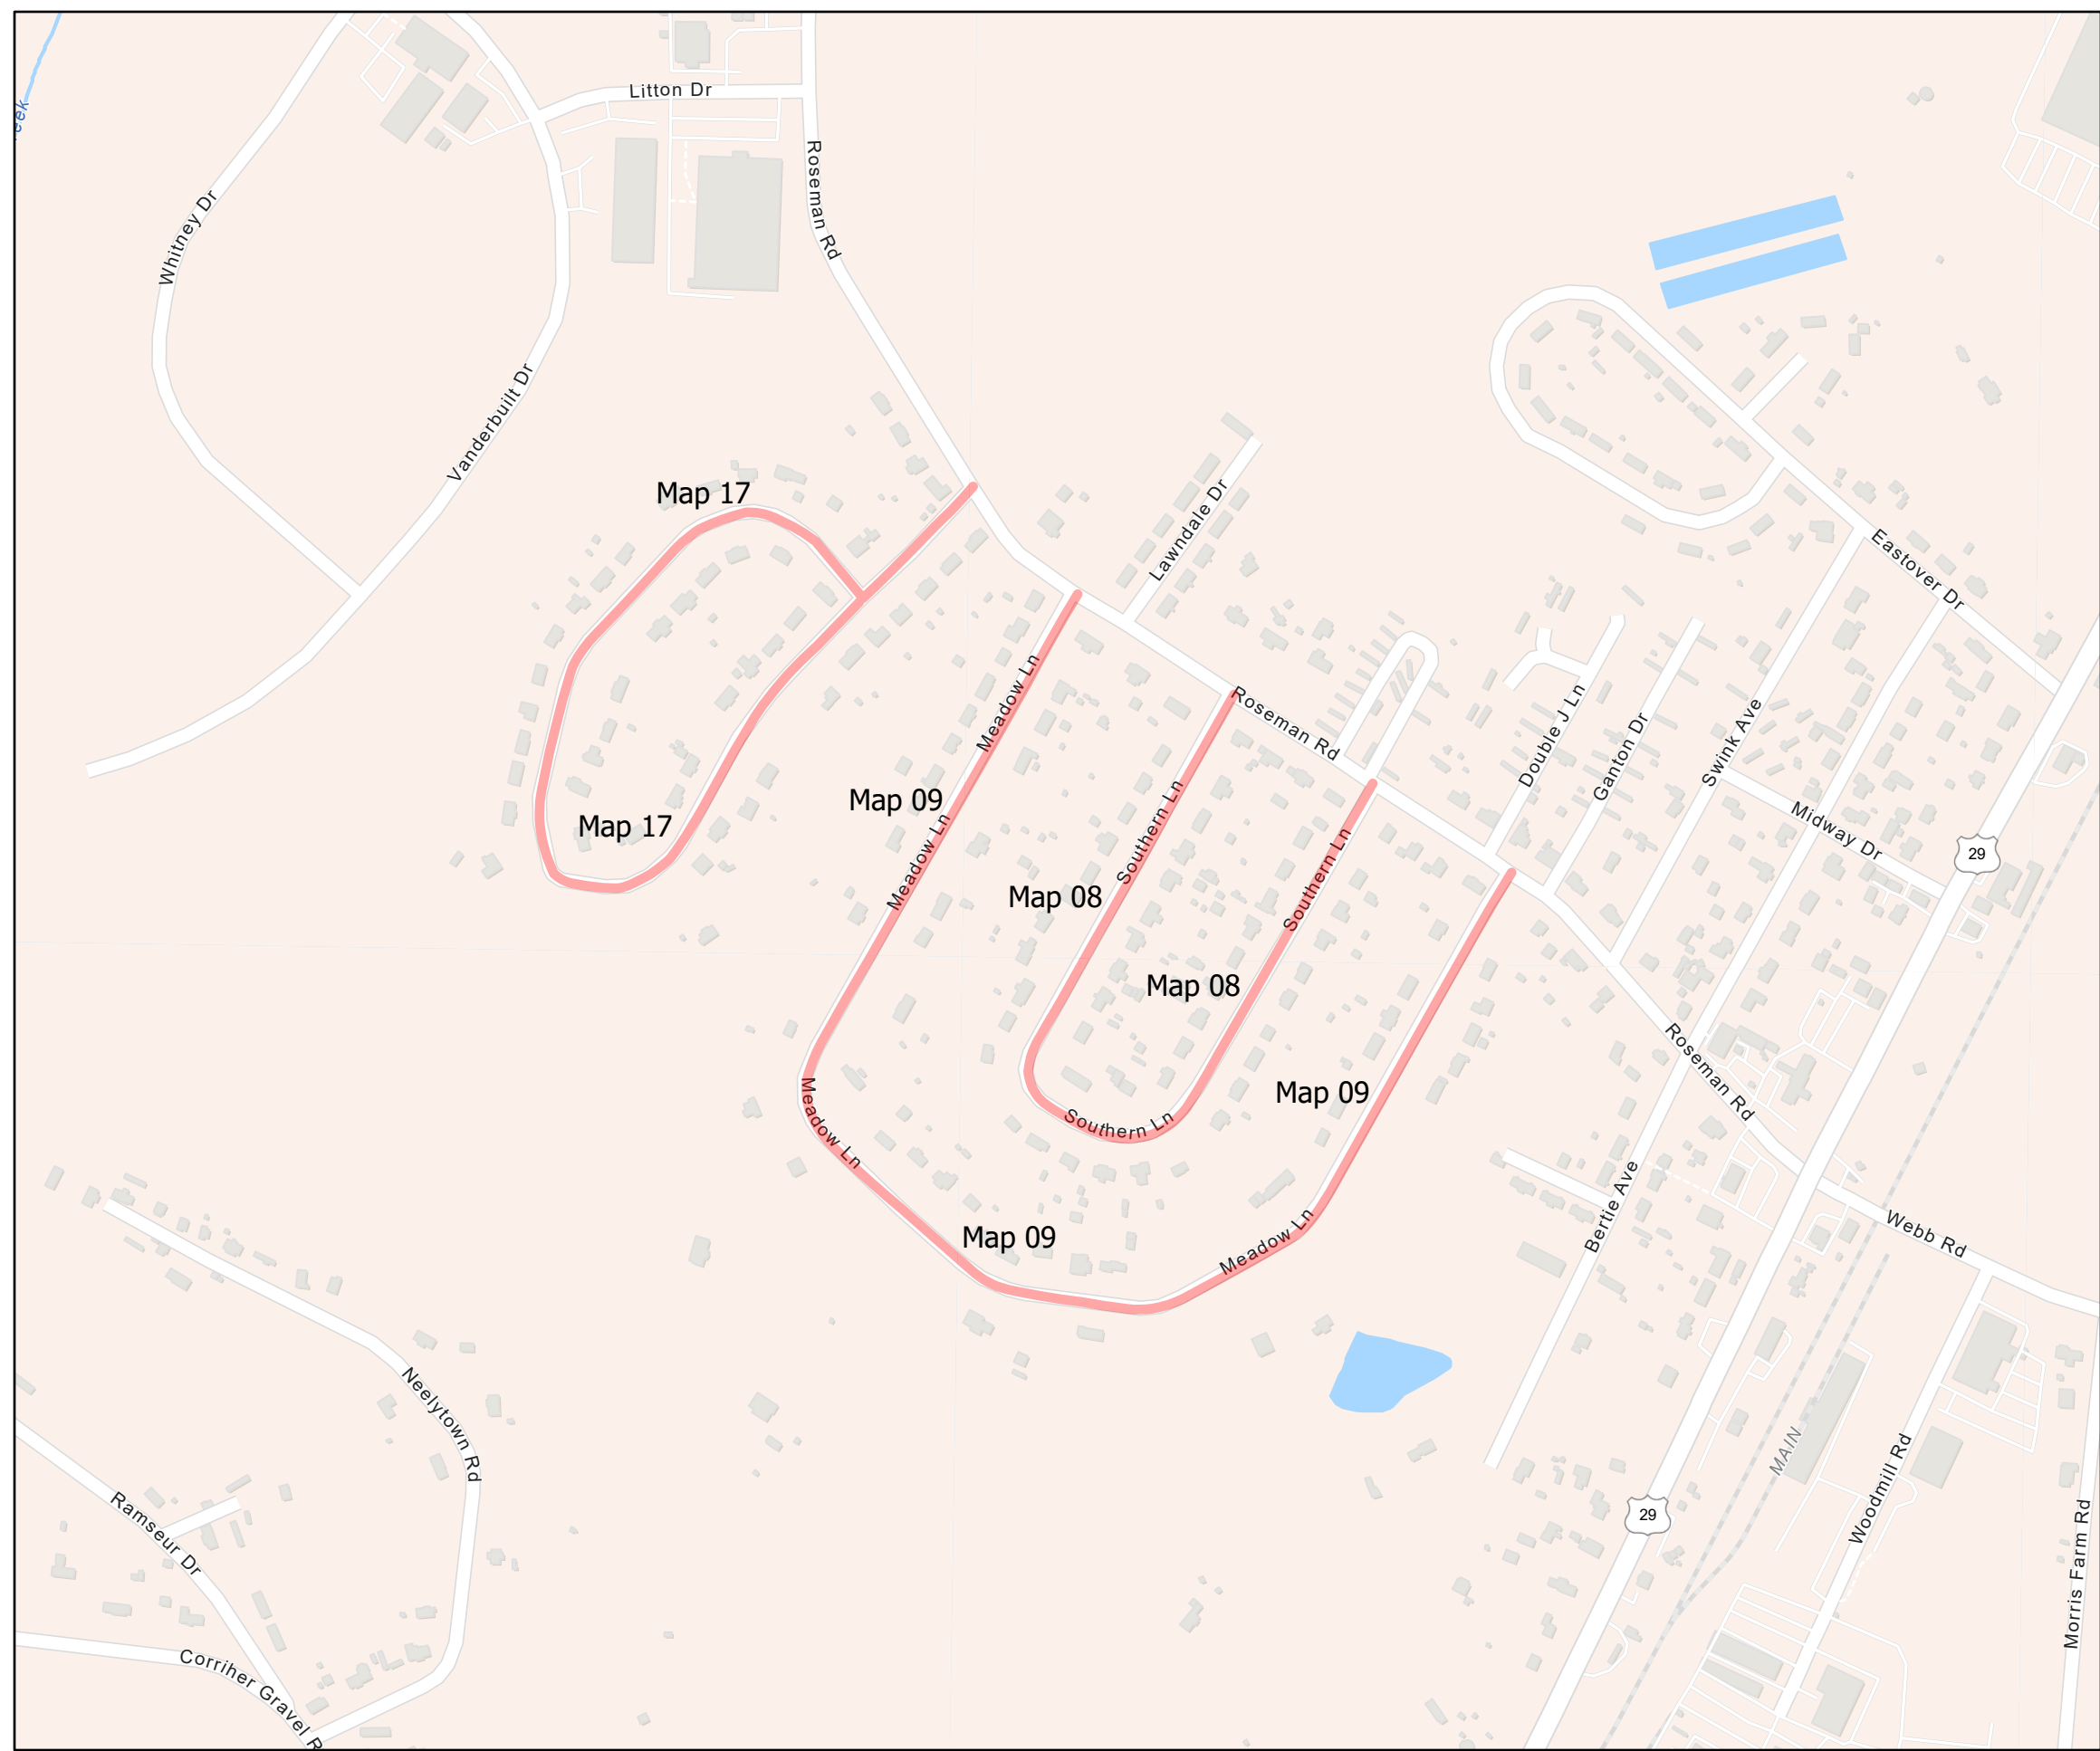 eek
Litton Dr
Roseman Rd
Whitney Dr
Vanderbuilt Dr
Map 17
Lawndale Dr
Eastover Dr
Meadow Ln
Roseman Rd
Double J Ln
Ganton Dr
Swink Ave
Map 09
Southern Ln
Midway Dr
Map 17
Meadow Ln
Southern Ln
29
Map 08
Map 08
Roseman Rd
Map 09
Meadow Ln
Southern Ln
Bertie Ave
Webb Rd
Map 09
Meadow Ln
Neelytown Rd
MAIN
Woodmill Rd
Ramseur Dr
29
Morris Farm Rd
Corriher Gravel R